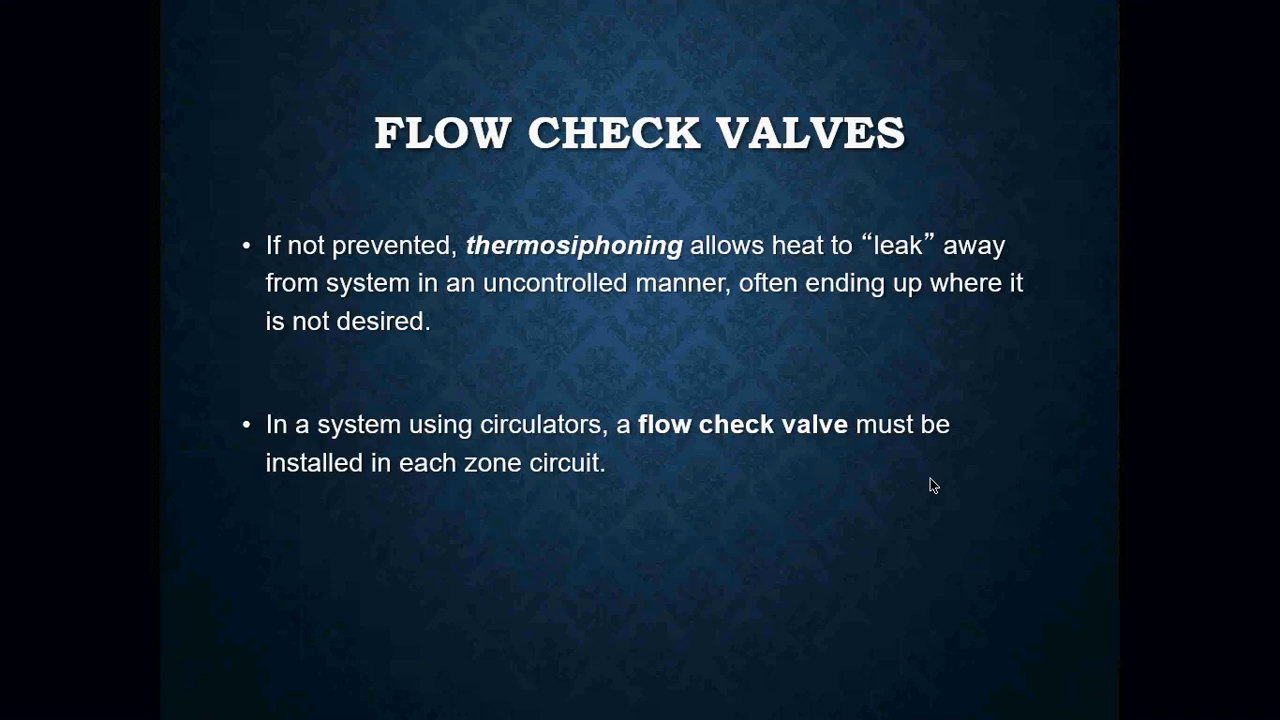 FLOW CHECK VALVES
• If not prevented, thermosiphoning allows heat to “leak” away
from system in an uncontrolled manner, often ending up where it
is not desired.
• In a system using circulators, a flow check valve must be
installed in each zone circuit.